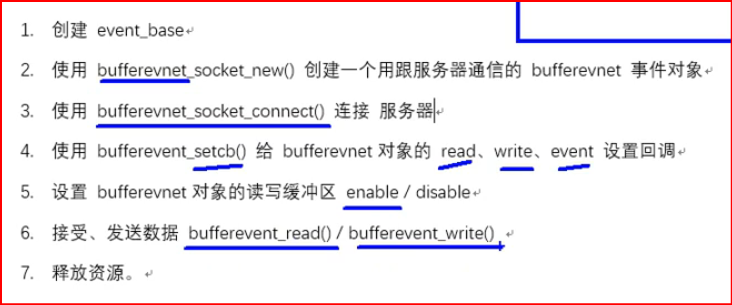 1. 创建 event_base
2. 使用 bufferevnet_socket_new() 创建一个用跟服务器通信的 bufferevnet 事件对象
3. 使用 bufferevnet_socket_connect() 连接 服务器
4. 使用 bufferevent_setcb() 给 bufferevnet 对象的 read、write、event 设置回调
5. 设置 bufferevnet 对象的读写缓冲区 enable / disable
6. 接受、发送数据 bufferevent_read() / bufferevent_write()
7. 释放资源。